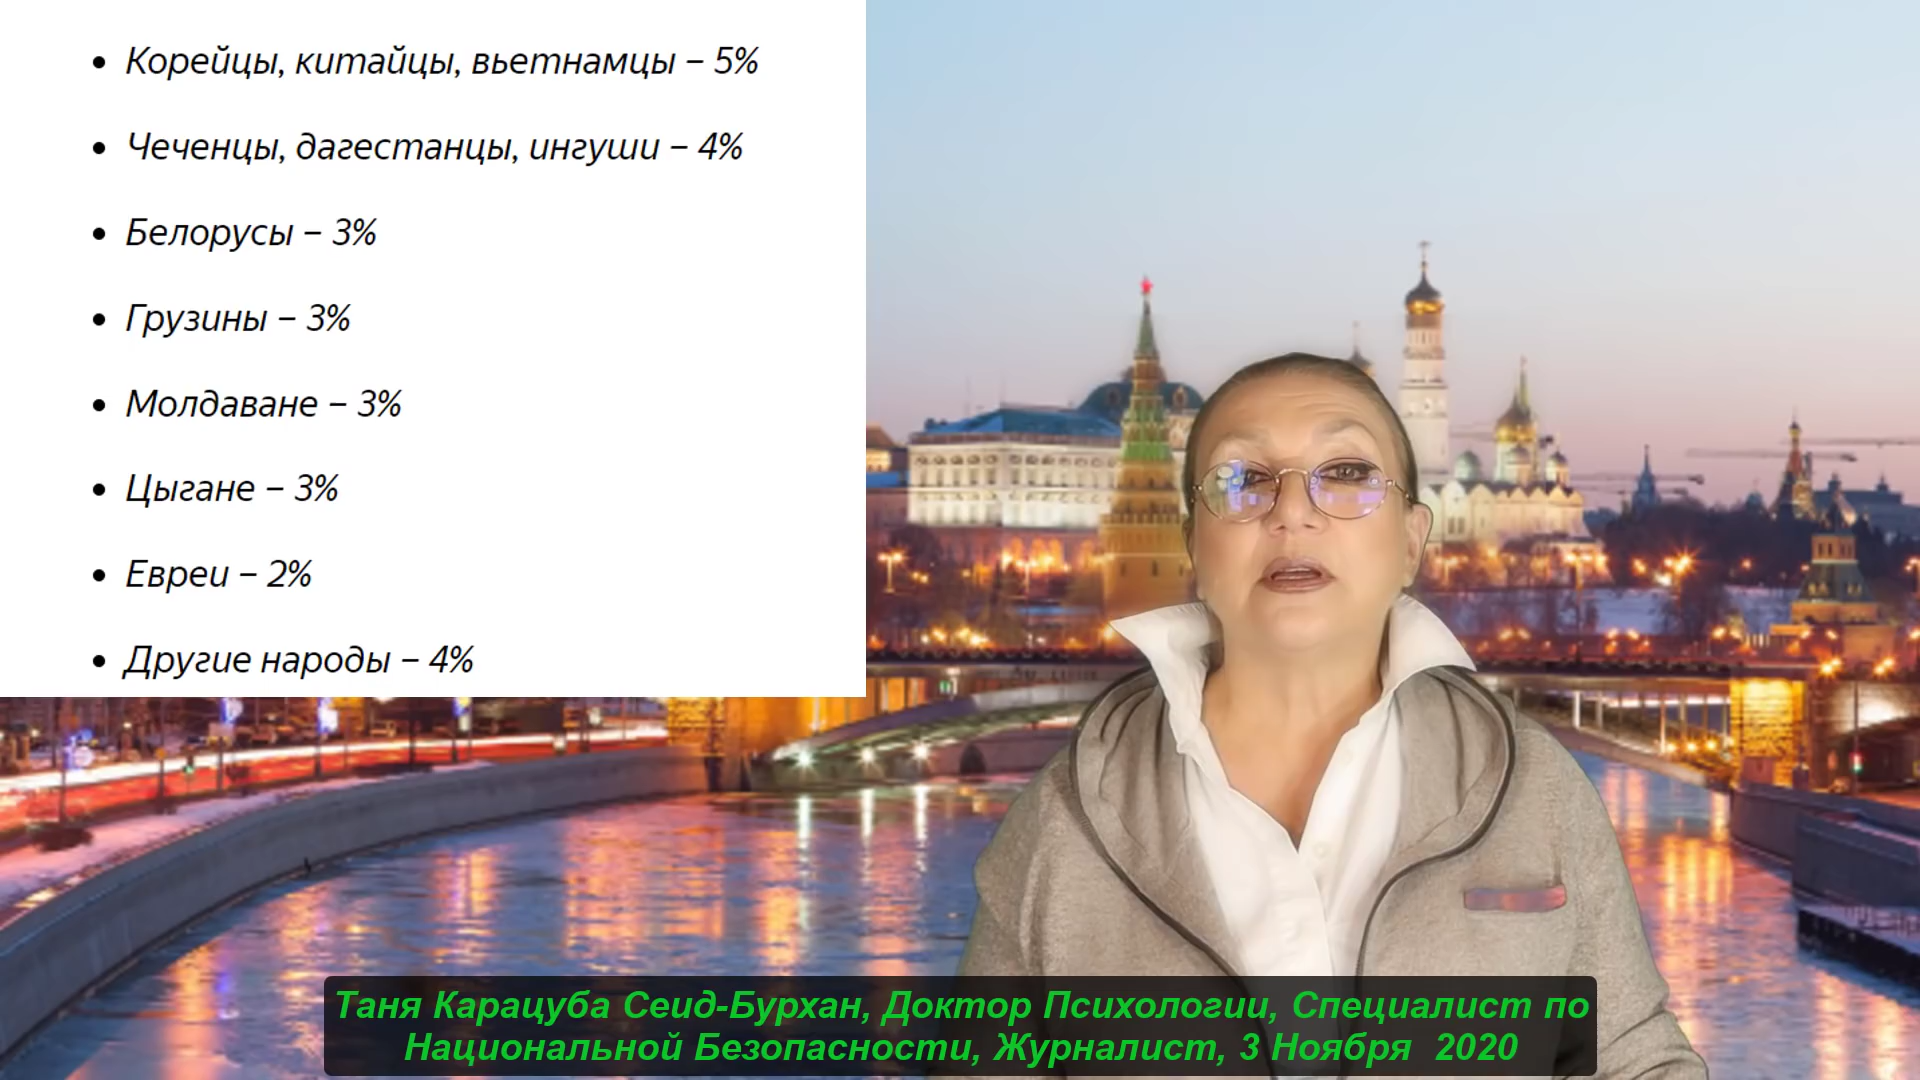 Корейцы, китайцы, вьетнамцы – 5%
Чеченцы, дагестанцы, ингуши – 4%
Белорусы – 3%
Грузины – 3%
Молдаване – 3%
Цыгане – 3%
Евреи – 2%
Другие народы – 4%
Таня Карацуба Сеид-Бурхан, Доктор Психологии, Специалист по
Национальной Безопасности, Журналист, 3 Ноября 2020